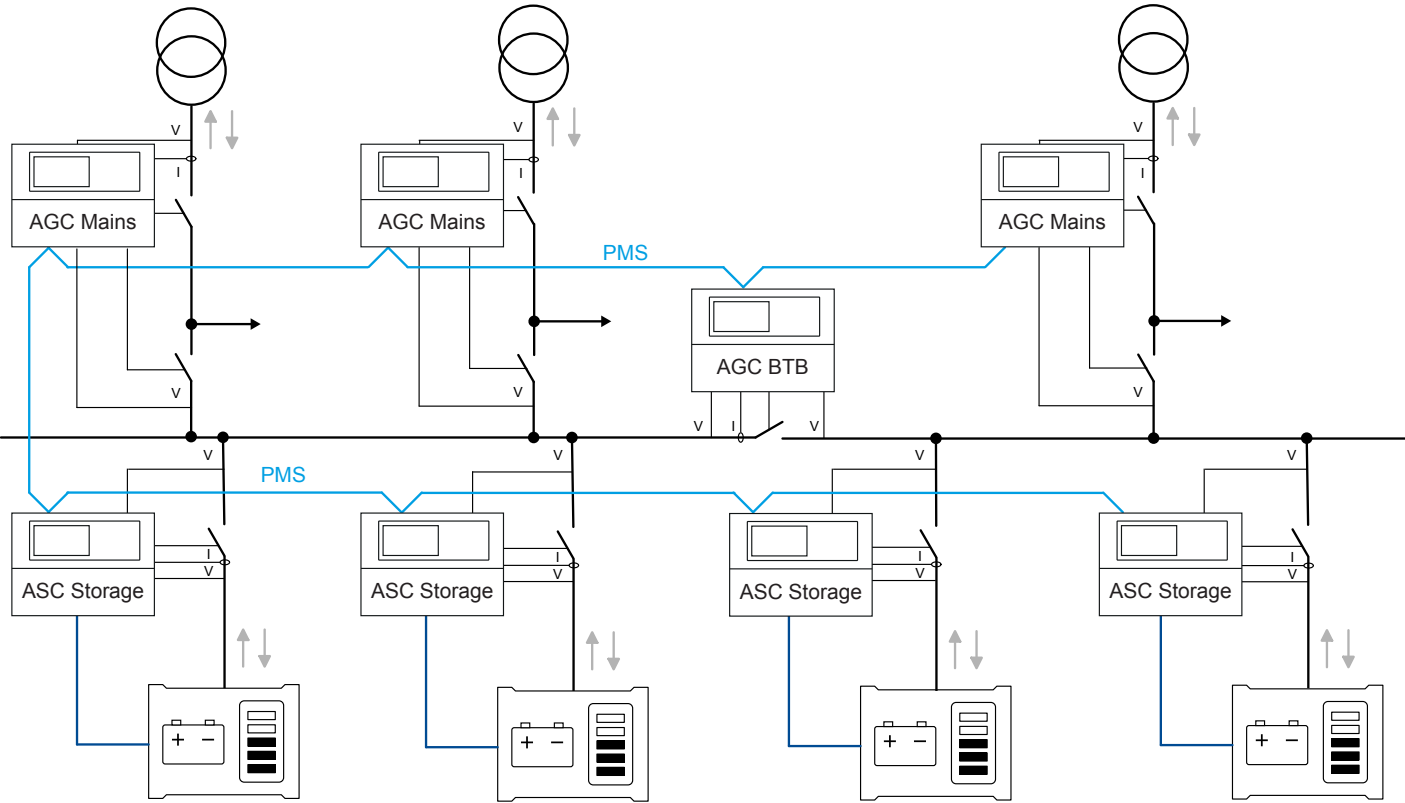 V
V
V
I
I
I
AGC Mains
AGC Mains
AGC Mains
PMS
AGC BTB
V
V
V
V
I
V
V
V
V
V
PMS
I
I
I
I
V
V
V
V
ASC Storage
ASC Storage
ASC Storage
ASC Storage
+ −
+ −
+ −
+ −